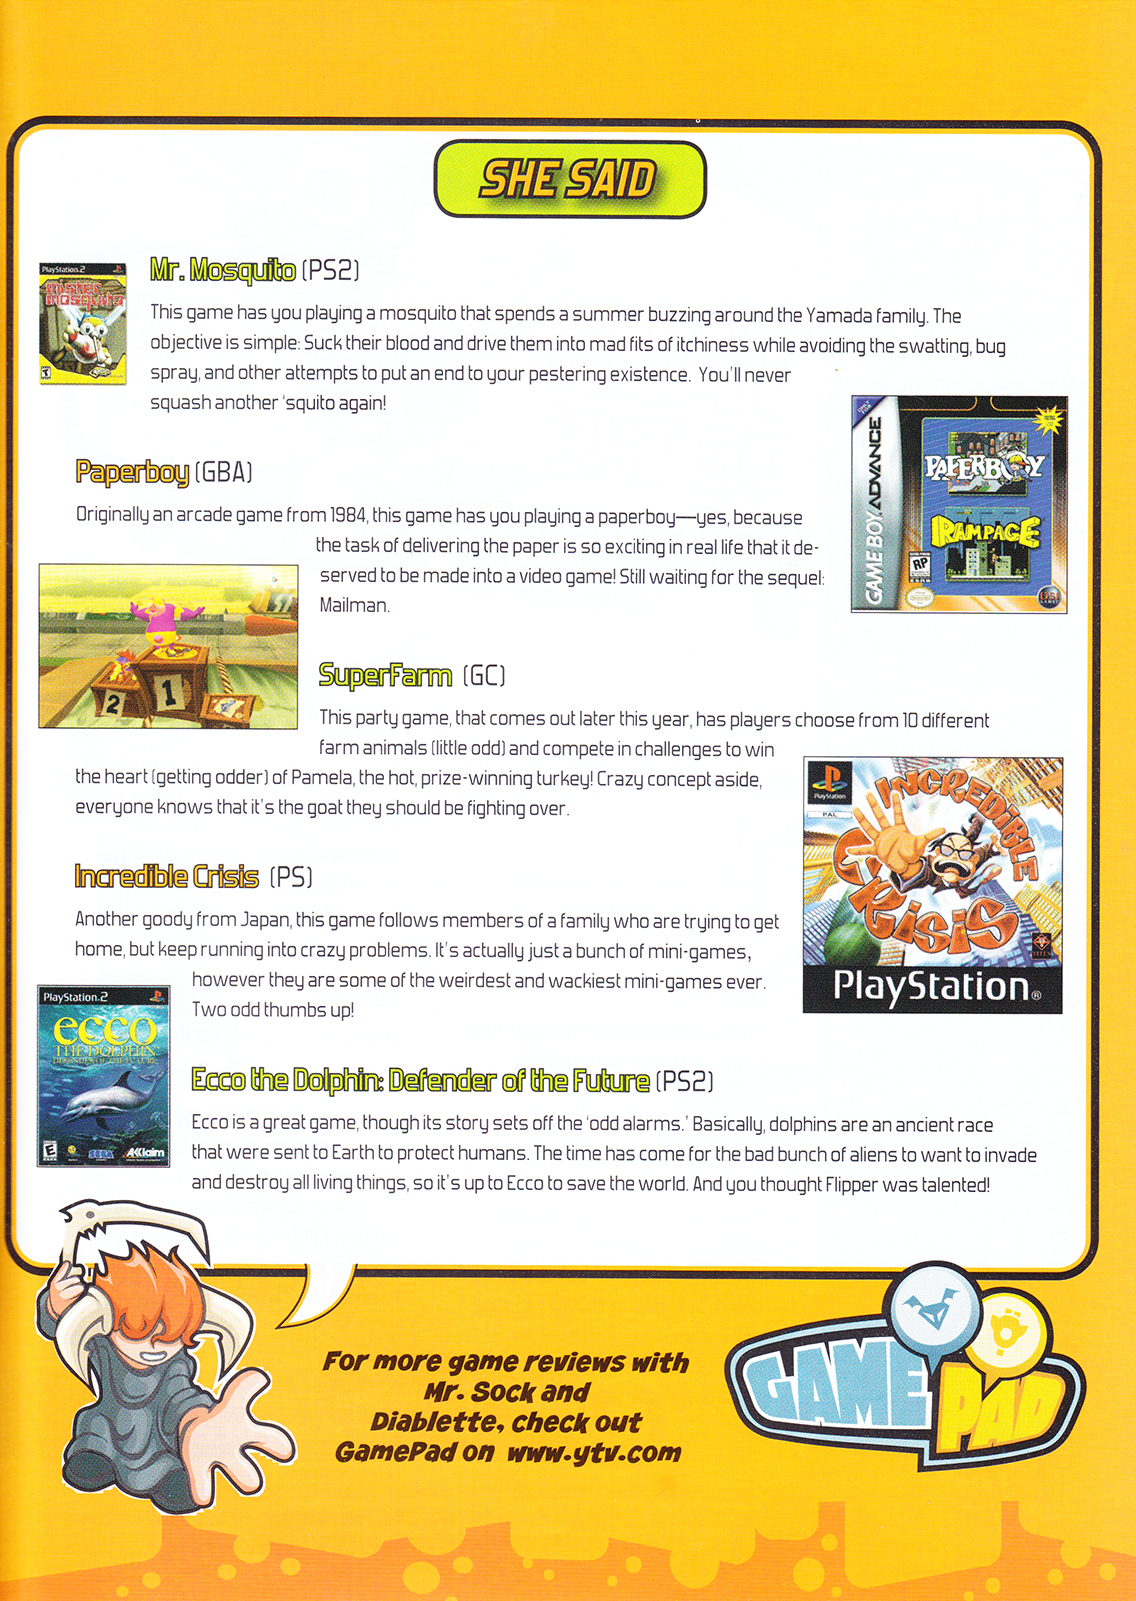 SHE SAID
PlayStation.2
mister
mosquito
Mr. Mosquito (PS2)
This game has you playing a mosquito that spends a summer buzzing around the Yamada family. The
objective is simple: Suck their blood and drive them into mad fits of itchiness while avoiding the swatting, bug
spray, and other attempts to put an end to your pestering existence. You'll never
squash another 'squito again!
ONLY FOR
GAME BOY ADVANCE
PAPERBOY
RAMPAGE
RP
Paperboy (GBA)
Originally an arcade game from 1984, this game has you playing a paperboy—yes, because
the task of delivering the paper is so exciting in real life that it de-
served to be made into a video game! Still waiting for the sequel:
Mailman.
2 1
SuperFarm (GC)
This party game, that comes out later this year, has players choose from 10 different
farm animals (little odd) and compete in challenges to win
the heart (getting odder) of Pamela, the hot, prize-winning turkey! Crazy concept aside,
everyone knows that it's the goat they should be fighting over.
PlayStation
PAL
INCREDIBLE
CRISIS
PlayStation®
Incredible Crisis (PS)
Another goody from Japan, this game follows members of a family who are trying to get
home, but keep running into crazy problems. It's actually just a bunch of mini-games,
however they are some of the weirdest and wackiest mini-games ever.
Two odd thumbs up!
PlayStation.2
ecco
THE DOLPHIN
DEFENDER OF THE FUTURE
E
SEGA
AKklaim
Ecco the Dolphin: Defender of the Future (PS2)
Ecco is a great game, though its story sets off the 'odd alarms.' Basically, dolphins are an ancient race
that were sent to Earth to protect humans. The time has come for the bad bunch of aliens to want to invade
and destroy all living things, so it's up to Ecco to save the world. And you thought Flipper was talented!
For more game reviews with
Mr. Sock and
Diablette, check out
GamePad on www.ytv.com
GAME PAD